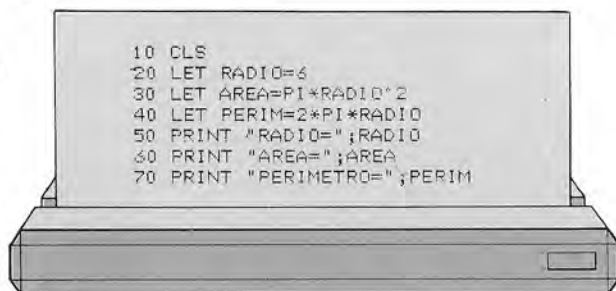 10 CLS
20 LET RADIO=6
30 LET AREA=PI*RADIO^2
40 LET PERIM=2*PI*RADIO
50 PRINT "RADIO=";RADIO
60 PRINT "AREA=";AREA
70 PRINT "PERIMETRO=";PERIM